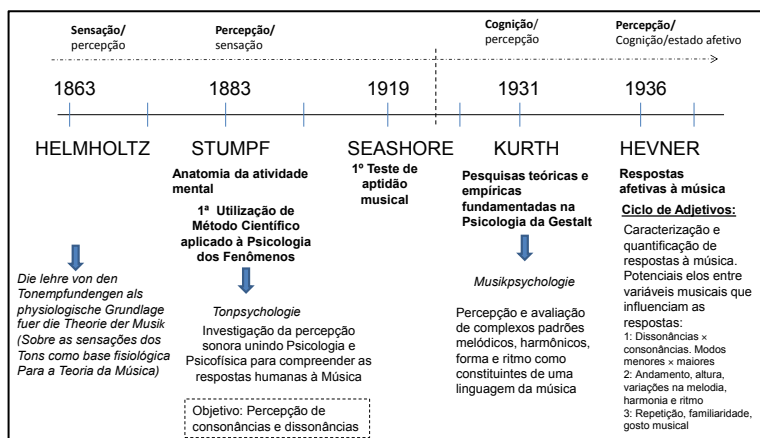 Sensação/
percepção
Percepção/
sensação
Cognição/
percepção
Percepção/
Cognição/estado afetivo
1863
1883
1919
1931
1936
HELMHOLTZ
STUMPF
SEASHORE
KURTH
HEVNER
Die lehre von den
Tonempfundengen als
physiologische Grundlage
fuer die Theorie der Musik
(Sobre as sensações dos
Tons como base fisiológica
Para a Teoria da Música)
Anatomia da atividade
mental
1ª Utilização de
Método Científico
aplicado à Psicologia
dos Fenômenos
Tonpsychologie
Investigação da percepção
sonora unindo Psicologia e
Psicofísica para compreender as
respostas humanas à Música
Objetivo: Percepção de
consonâncias e dissonâncias
1º Teste de
aptidão
musical
Pesquisas teóricas e
empíricas
fundamentadas na
Psicologia da Gestalt
Musikpsychologie
Percepção e avaliação
de complexos padrões
melódicos, harmônicos,
forma e ritmo como
constituintes de uma
linguagem da música
Respostas
afetivas à música
Ciclo de Adjetivos:
Caracterização e
quantificação de
respostas à música.
Potenciais elos entre
variáveis musicais que
influenciam as
respostas:
1: Dissonâncias ×
consonâncias. Modos
menores × maiores
2: Andamento, altura,
variações na melodia,
harmonia e ritmo
3: Repetição, familiaridade,
gosto musical